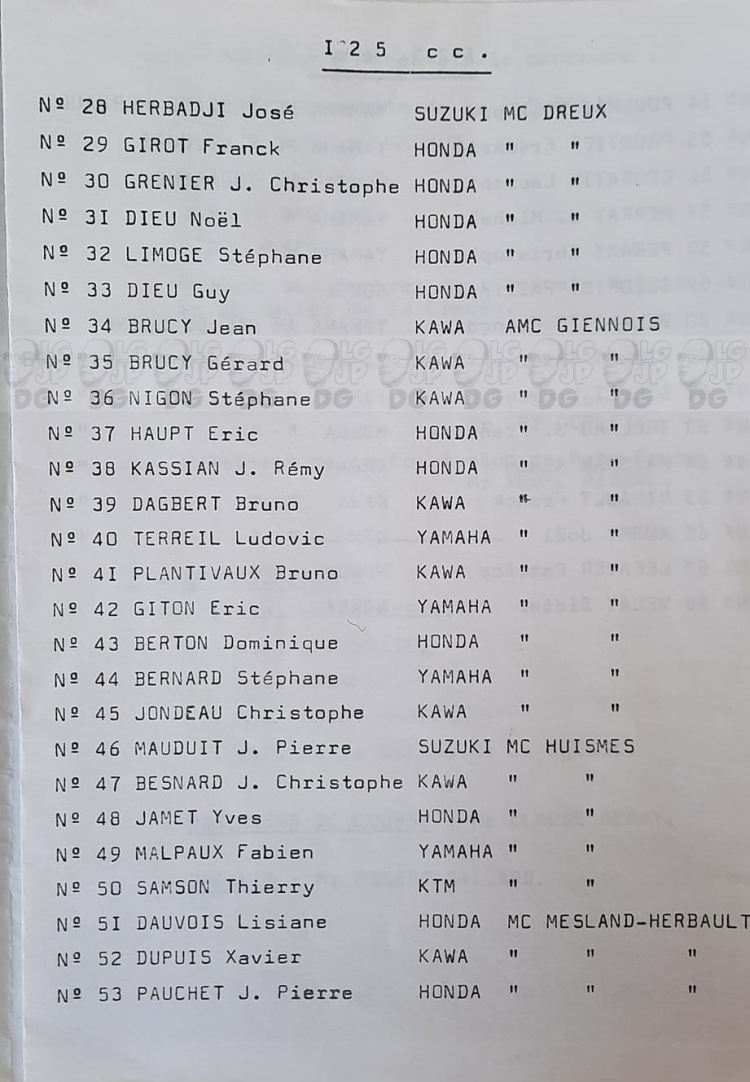 I25 cc.
Nº 28 HERBADJI José SUZUKI MC DREUX
Nº 29 GIROT Franck HONDA " "
Nº 30 GRENIER J. Christophe HONDA " "
Nº 3I DIEU Noël HONDA " "
Nº 32 LIMOGE Stéphane HONDA " "
Nº 33 DIEU Guy HONDA " "
Nº 34 BRUCY Jean KAWA AMC GIENNOIS
Nº 35 BRUCY Gérard KAWA " "
Nº 36 NIGON Stéphane KAWA " "
Nº 37 HAUPT Eric HONDA " "
Nº 38 KASSIAN J. Rémy HONDA " "
Nº 39 DAGBERT Bruno KAWA " "
Nº 40 TERREIL Ludovic YAMAHA " "
Nº 4I PLANTIVAUX Bruno KAWA " "
Nº 42 GITON Eric YAMAHA " "
Nº 43 BERTON Dominique HONDA " "
Nº 44 BERNARD Stéphane YAMAHA " "
Nº 45 JONDEAU Christophe KAWA " "
Nº 46 MAUDUIT J. Pierre SUZUKI MC HUISMES
Nº 47 BESNARD J. Christophe KAWA " "
Nº 48 JAMET Yves HONDA " "
Nº 49 MALPAUX Fabien YAMAHA " "
Nº 50 SAMSON Thierry KTM " "
Nº 5I DAUVOIS Lisiane HONDA MC MESLAND-HERBAULT
Nº 52 DUPUIS Xavier KAWA " " "
Nº 53 PAUCHET J. Pierre HONDA " " "